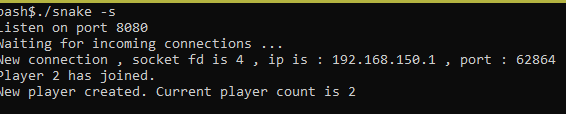 bash$./snake -s
Listen on port 8080
Waiting for incoming connections ...
New connection , socket fd is 4 , ip is : 192.168.150.1 , port : 62864
Player 2 has joined.
New player created. Current player count is 2